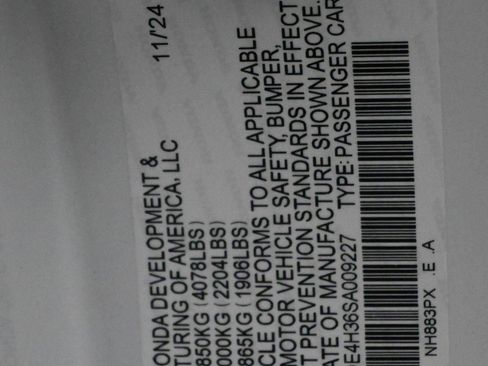 ONDA DEVELOPMENT & 11/'24
TURING OF AMERICA, LLC
850KG (4078LBS)
000KG (2204LBS)
865KG (1908LBS)
CLE CONFORMS TO ALL APPLICABLE
MOTOR VEHICLE SAFETY, BUMPER,
T PREVENTION STANDARDS IN EFFECT
ATE OF MANUFACTURE SHOWN ABOVE.
E4H36SA009227 TYPE: PASSENGER CAR
NH883PX .E .A